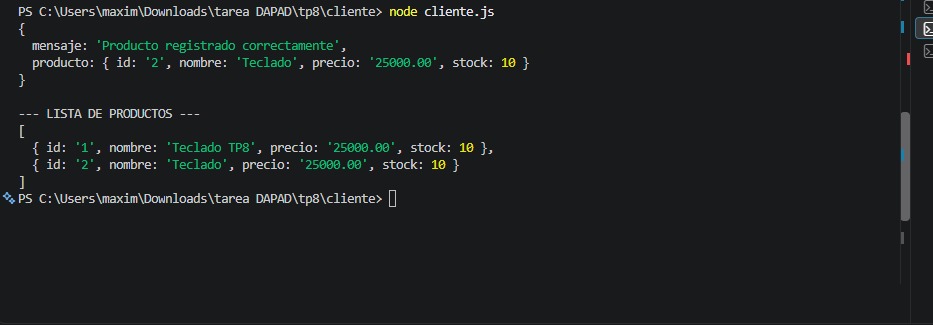 PS C:\Users\maxim\Downloads\tarea DAPAD\tp8\cliente> node cliente.js
{
  mensaje: 'Producto registrado correctamente',
  producto: { id: '2', nombre: 'Teclado', precio: '25000.00', stock: 10 }
}

--- LISTA DE PRODUCTOS ---
[
  { id: '1', nombre: 'Teclado TP8', precio: '25000.00', stock: 10 },
  { id: '2', nombre: 'Teclado', precio: '25000.00', stock: 10 }
]
PS C:\Users\maxim\Downloads\tarea DAPAD\tp8\cliente>